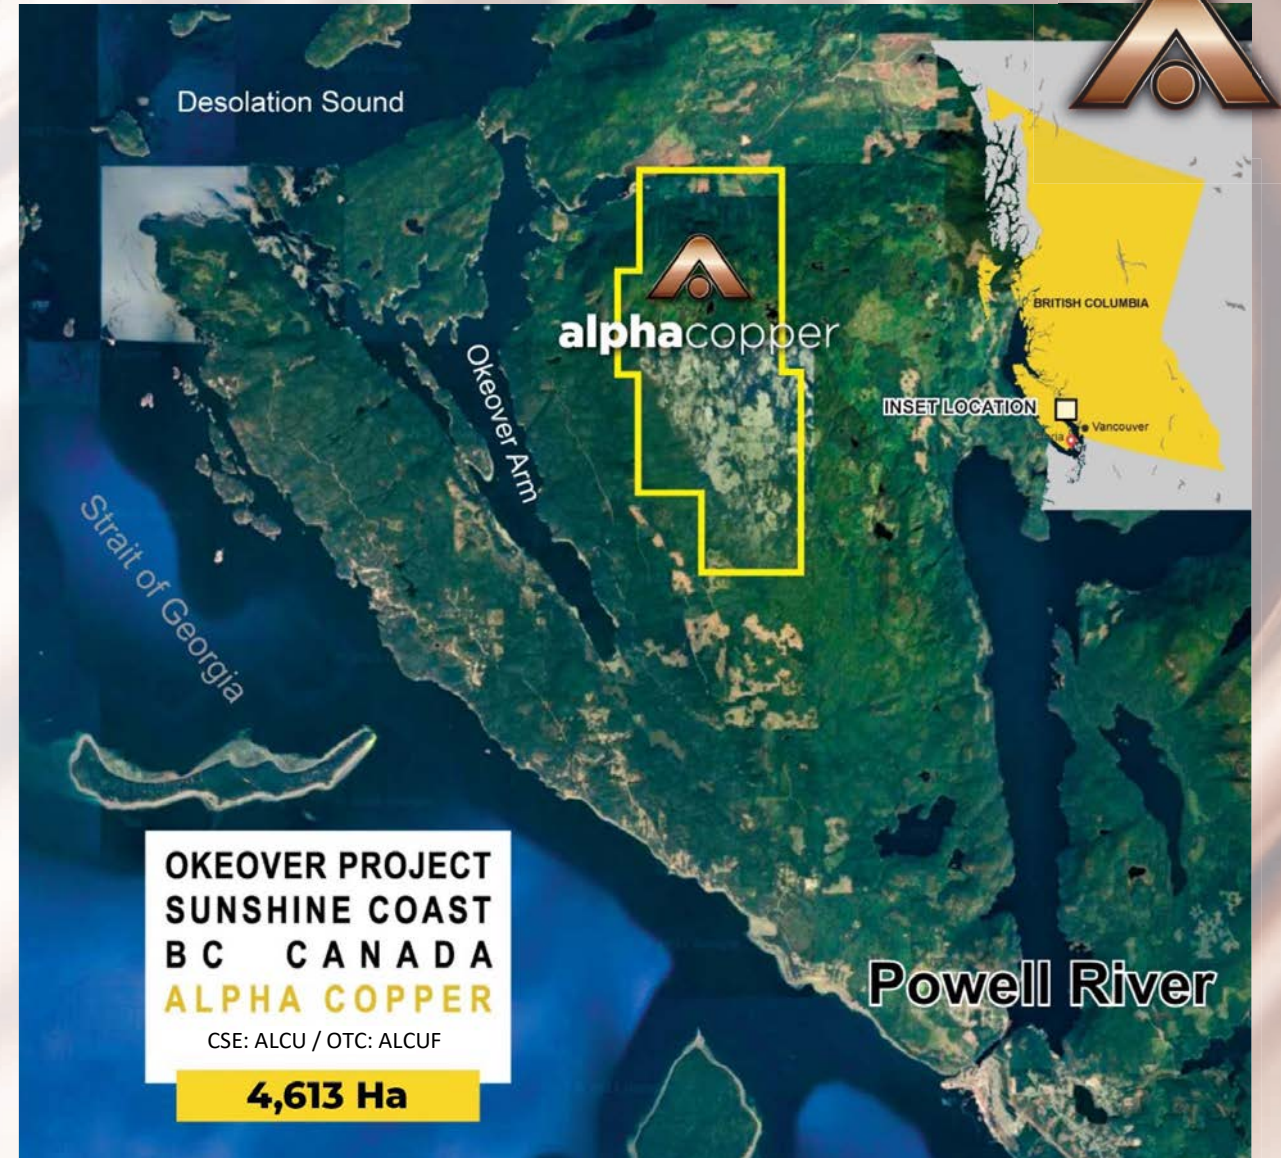 Desolation Sound
alphacopper
BRITISH COLUMBIA
Okeover Arm
INSET LOCATION
Vancouver
Strait of Georgia
OKEOVER PROJECT
SUNSHINE COAST
BC CANADA
ALPHA COPPER
CSE: ALCU / OTC: ALCUF
4,613 Ha
Powell River